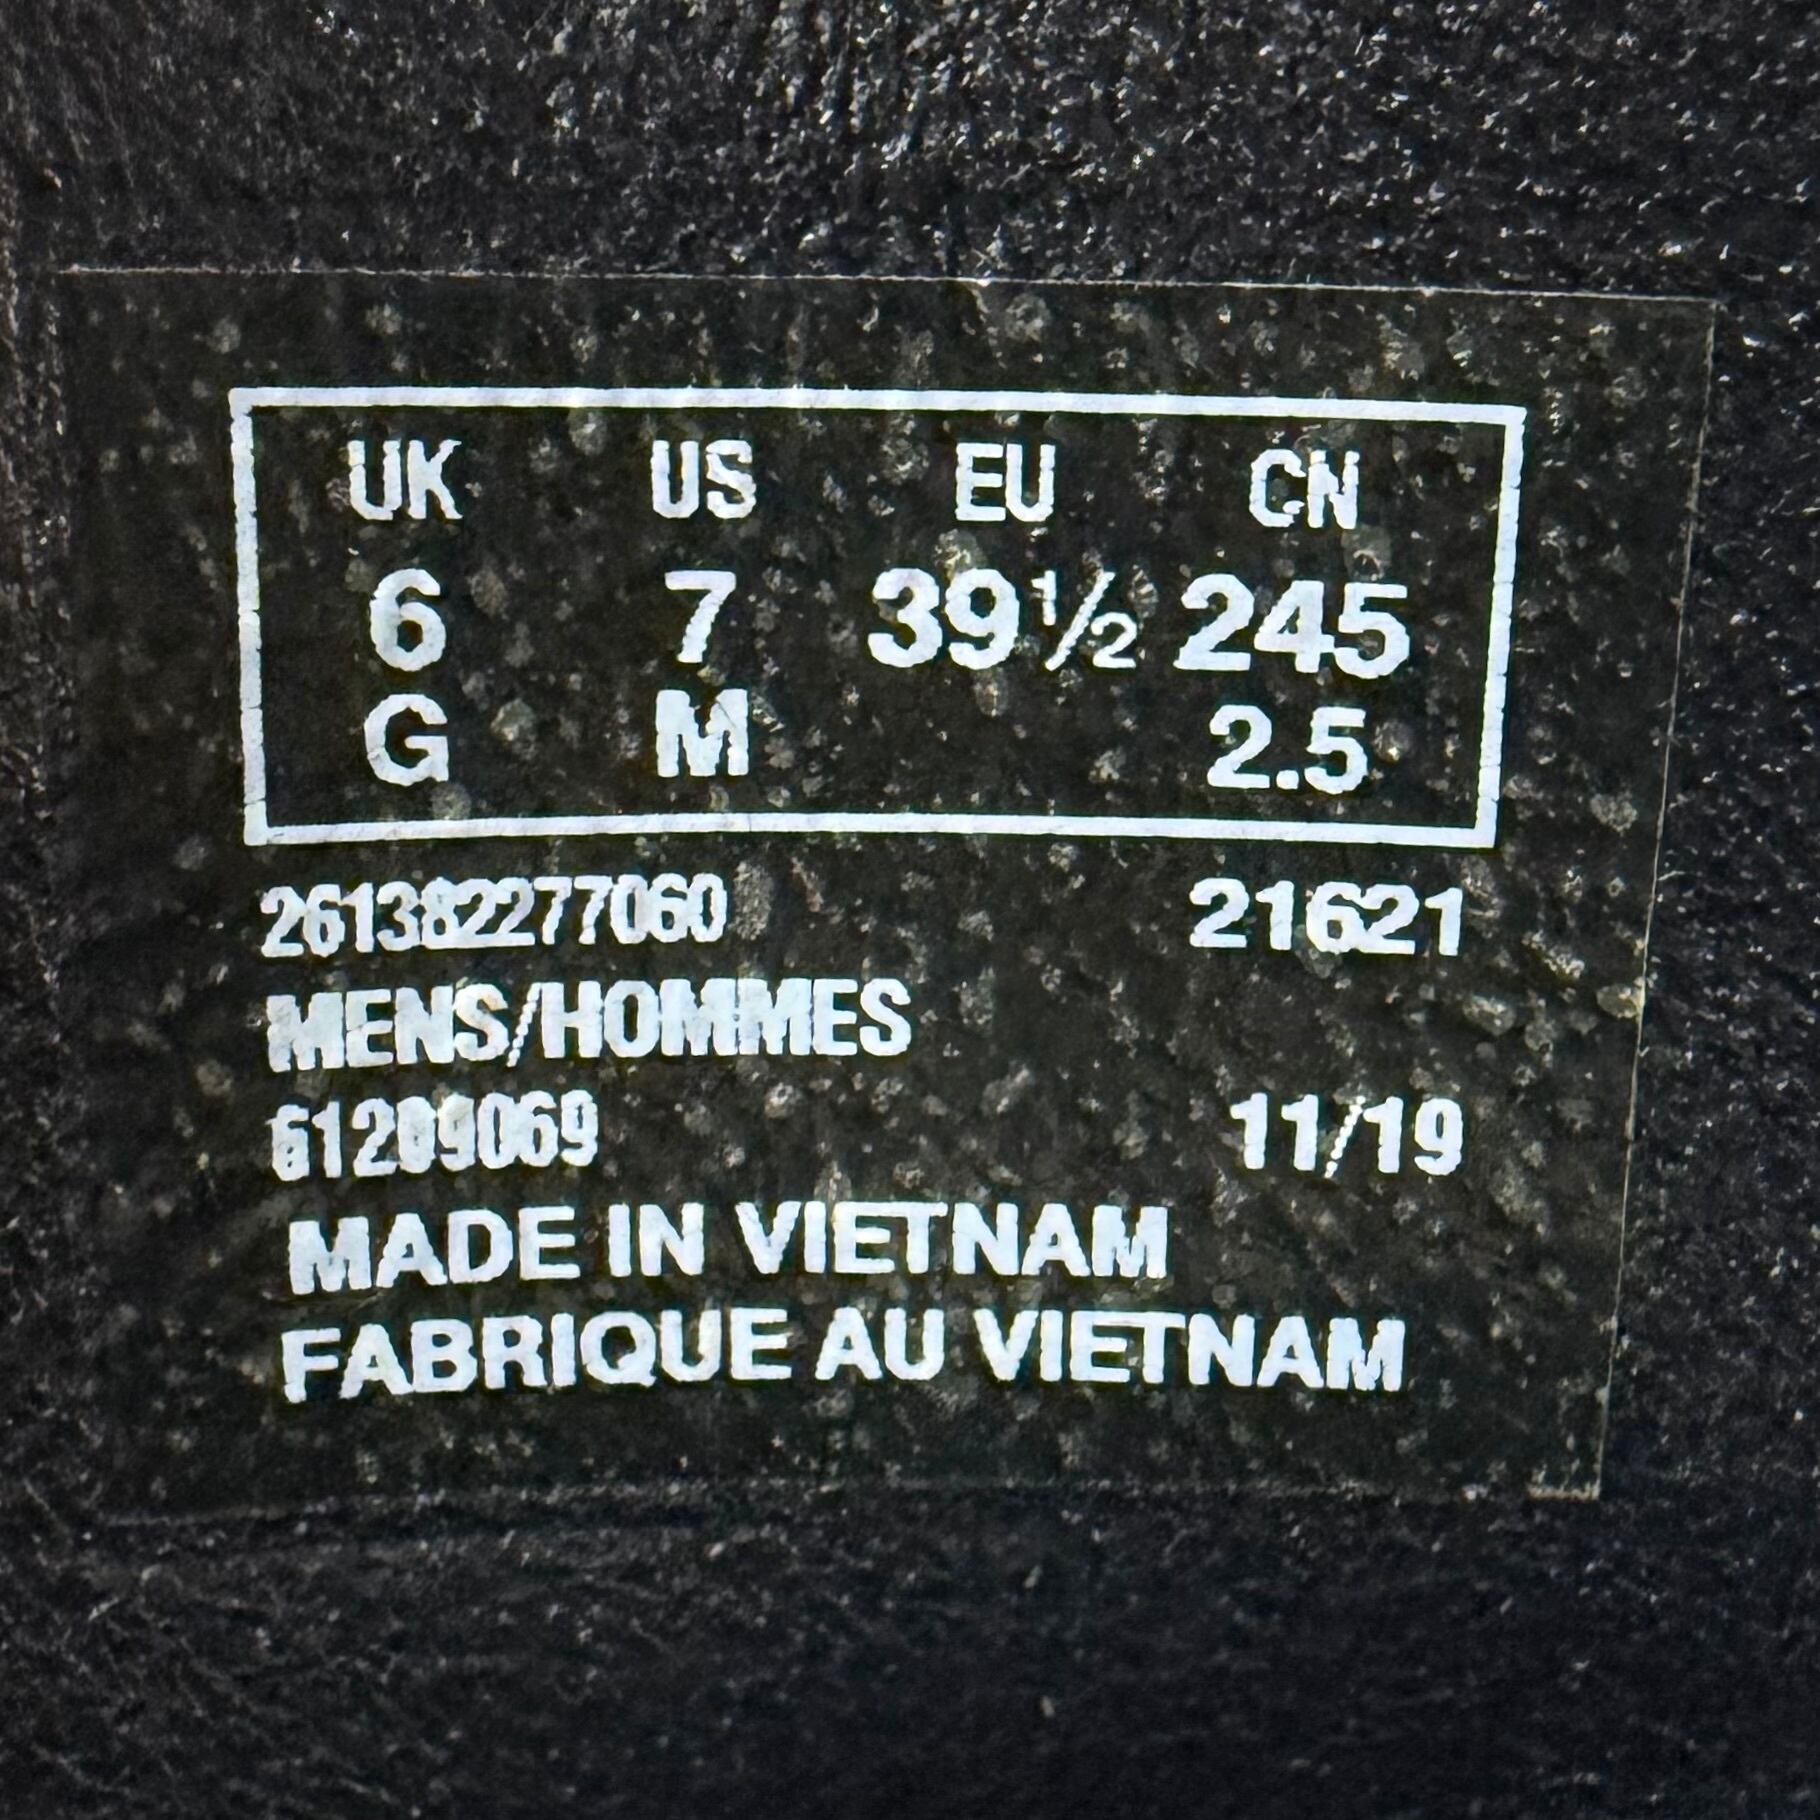 UK US EU CN
6 7 39½ 245
G M 2.5
261382277060 21621
MENS/HOMMES
61209069 11/19
MADE IN VIETNAM
FABRIQUE AU VIETNAM